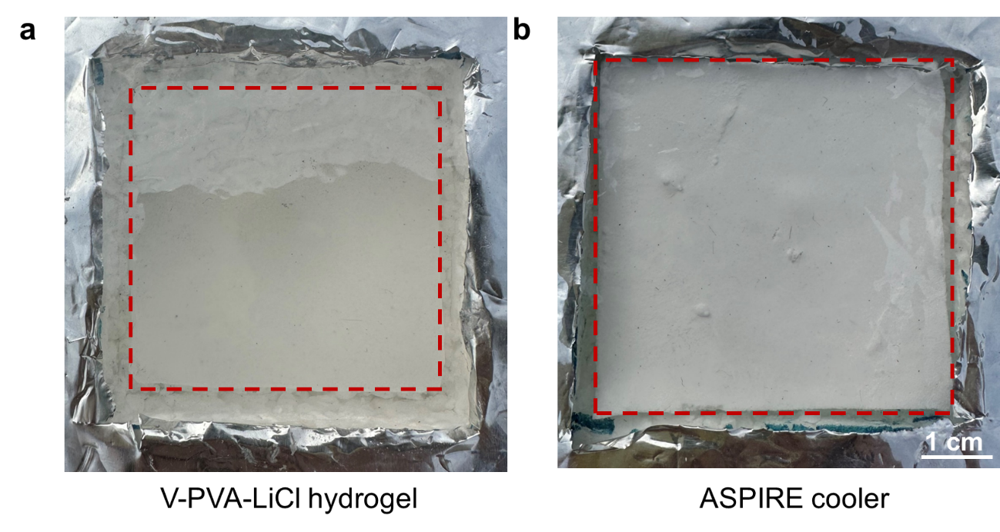 a
b
1 cm
V-PVA-LiCl hydrogel
ASPIRE cooler